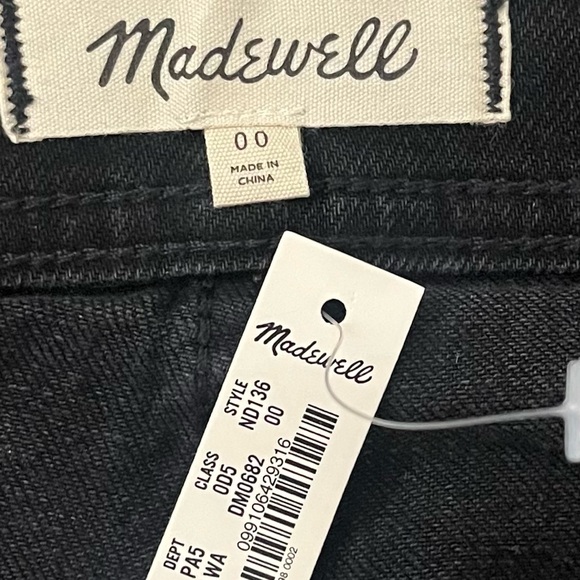 Madewell
00
MADE IN
CHINA
Madewell
STYLE
ND136
00
CLASS
0D5
DM0682
DEPT
PA5
WA
099106429316